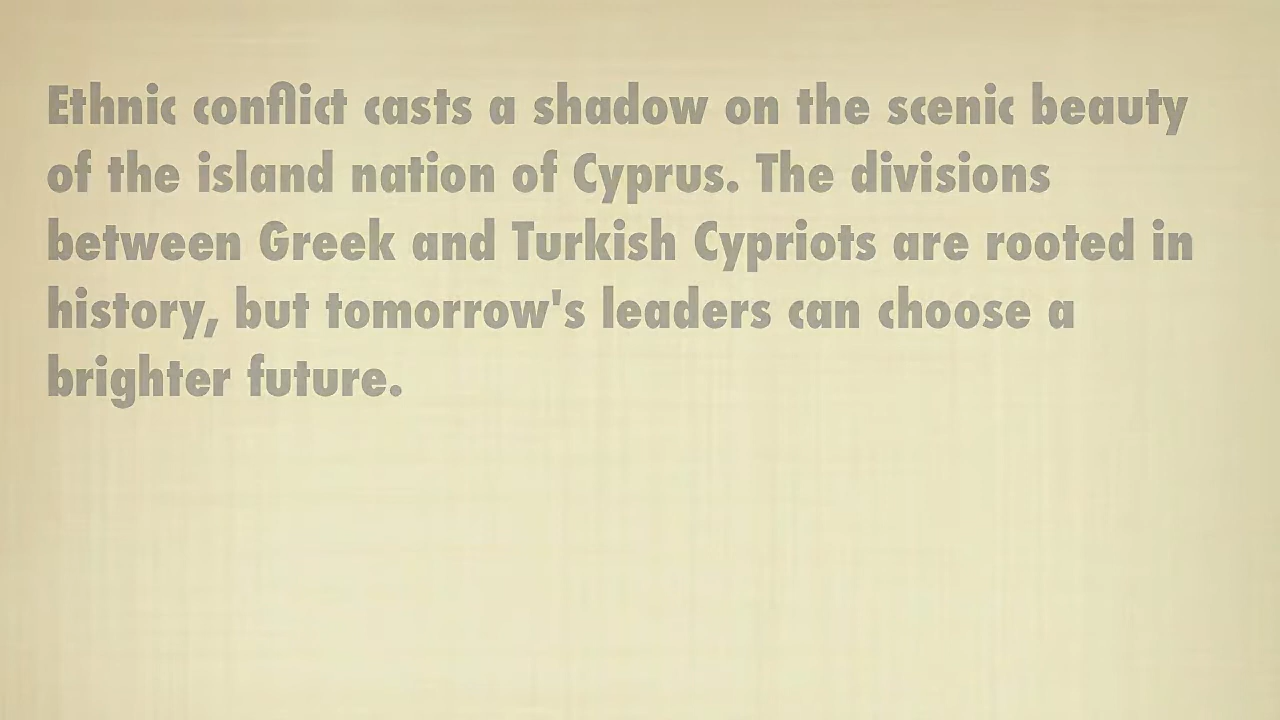 Ethnic conflict casts a shadow on the scenic beauty
of the island nation of Cyprus. The divisions
between Greek and Turkish Cypriots are rooted in
history, but tomorrow's leaders can choose a
brighter future.